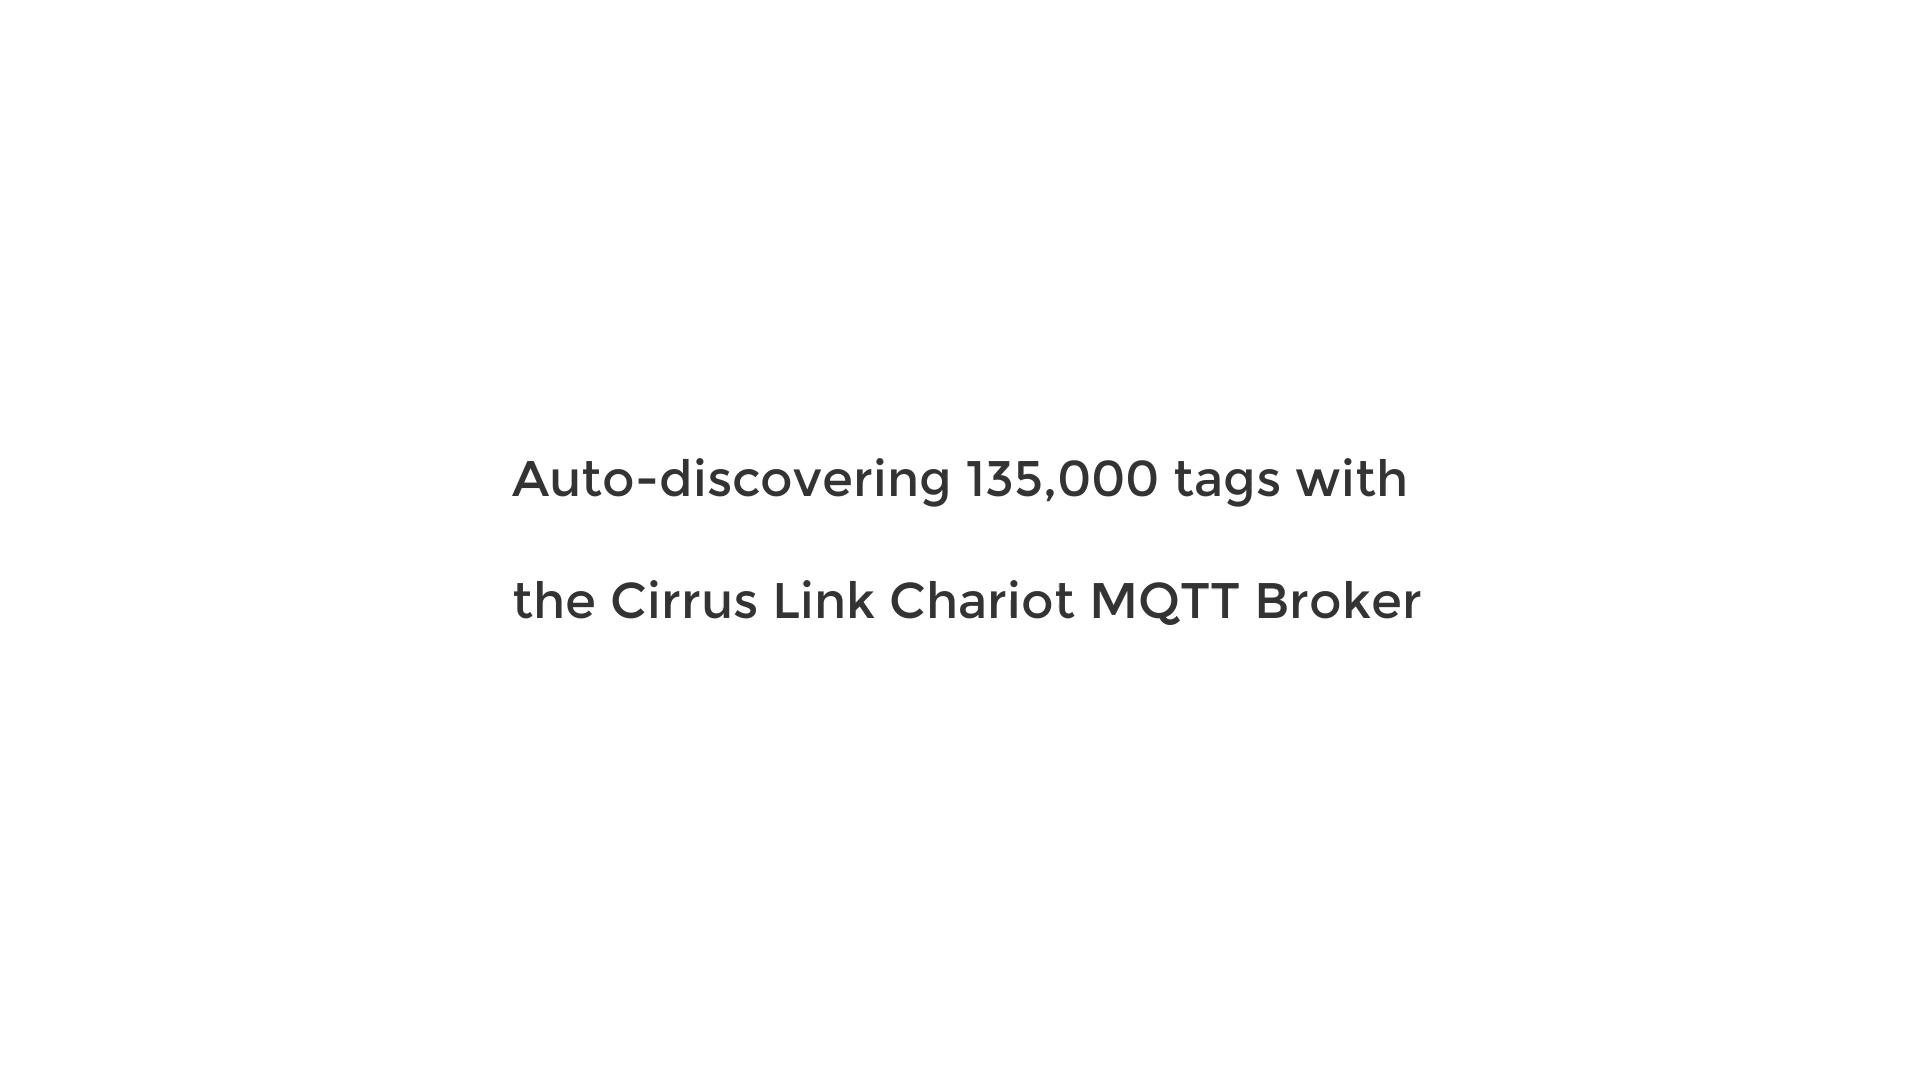 Auto-discovering 135,000 tags with
the Cirrus Link Chariot MQTT Broker